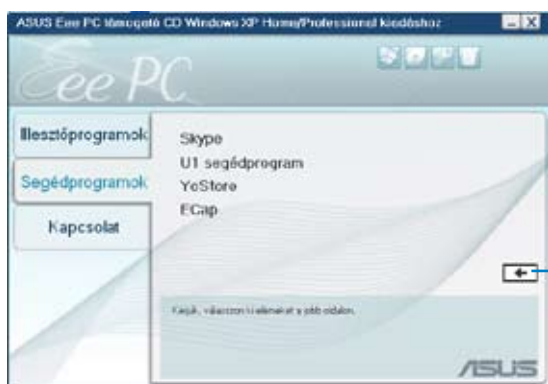 ASUS Eee PC támogató CD Windows XP Home/Professional kiadáshoz
Eee PC
Illesztőprogramok
Segédprogramok
Kapcsolat
Skype
U1 segédprogram
YoStore
ECap
Kérjük, válasszon ki elemeket a jobb oldalon.
ASUS